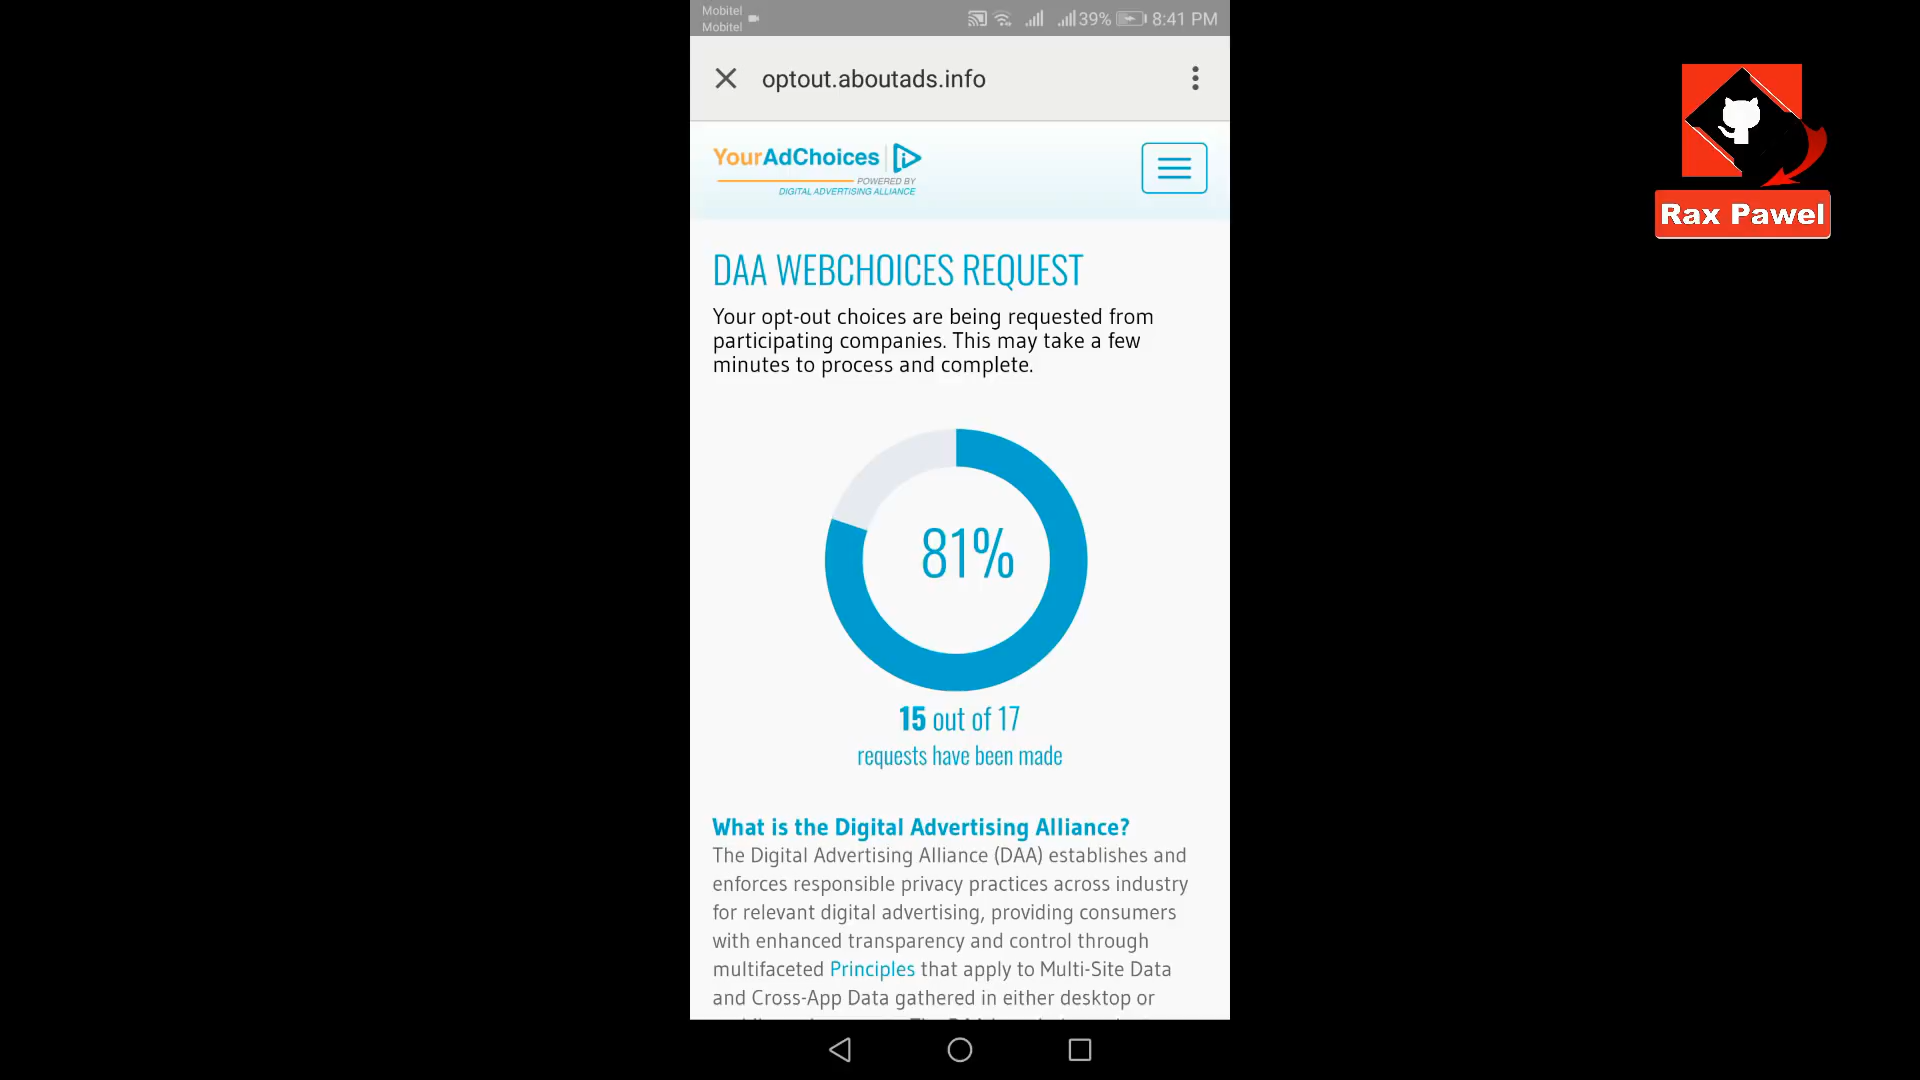 Mobitel
Mobitel
39%
8:41 PM
optout.aboutads.info
YourAdChoices
POWERED BY
DIGITAL ADVERTISING ALLIANCE
Rax Pawel
DAA WEBCHOICES REQUEST
Your opt-out choices are being requested from
participating companies. This may take a few
minutes to process and complete.
81%
15 out of 17
requests have been made
What is the Digital Advertising Alliance?
The Digital Advertising Alliance (DAA) establishes and
enforces responsible privacy practices across industry
for relevant digital advertising, providing consumers
with enhanced transparency and control through
multifaceted Principles that apply to Multi-Site Data
and Cross-App Data gathered in either desktop or